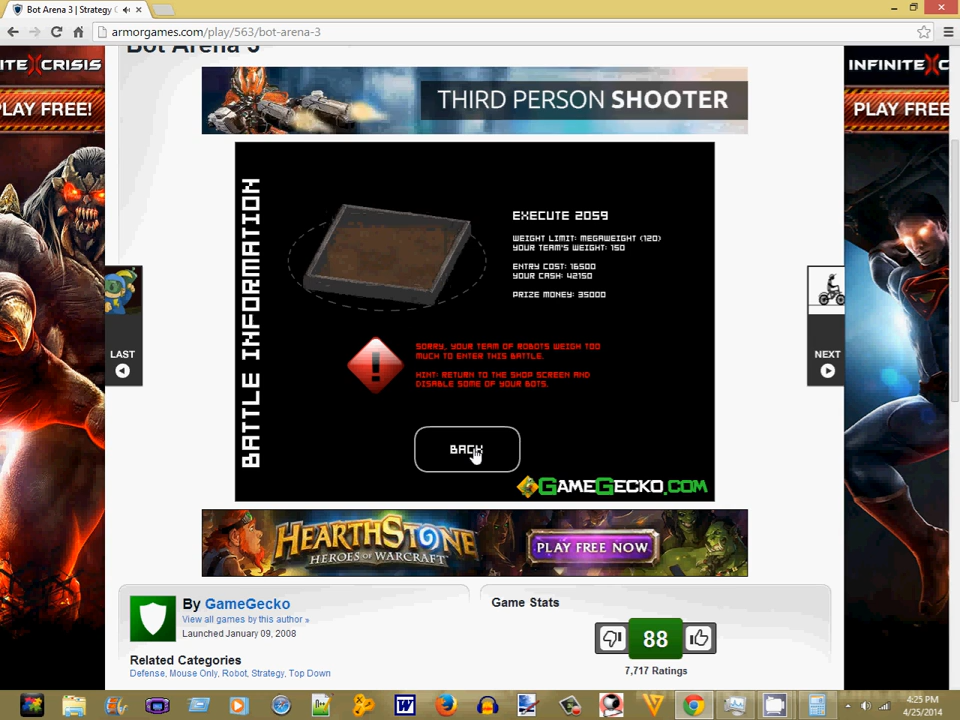 Bot Arena 3 | Strategy
armorgames.com/play/563/bot-arena-3
Bot Arena 3
ITE CRISIS
INFINITE C
PLAY FREE!
PLAY FREE
THIRD PERSON SHOOTER
BATTLE INFORMATION
EXECUTE 2059
WEIGHT LIMIT: MEGAWEIGHT (120)
YOUR TEAM'S WEIGHT: 150
ENTRY COST: 16500
YOUR CASH: 42150
PRIZE MONEY: 35000
SORRY, YOUR TEAM OF ROBOTS WEIGH TOO
MUCH TO ENTER THIS BATTLE.
HINT: RETURN TO THE SHOP SCREEN AND
DISABLE SOME OF YOUR BOTS.
BACK
GAMEGECKO.COM
LAST
NEXT
HEARTHSTONE
HEROES OF WARCRAFT
PLAY FREE NOW
By GameGecko
View all games by this author »
Launched January 09, 2008
Related Categories
Defense, Mouse Only, Robot, Strategy, Top Down
Game Stats
88
7,717 Ratings
4:25 PM
4/25/2014